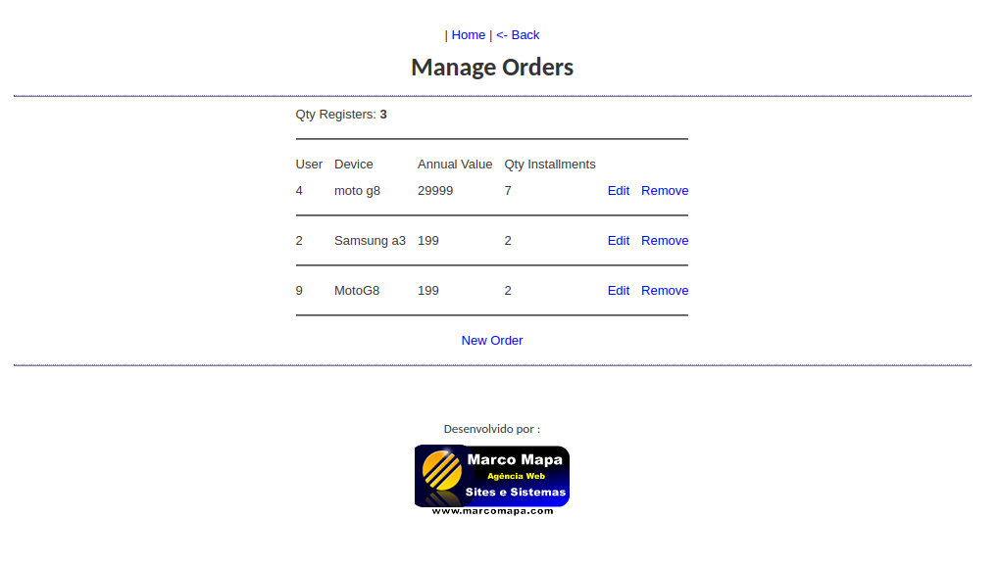 | Home | <- Back
Manage Orders
Qty Registers: 3
User Device Annual Value Qty Installments
4 moto g8 29999 7 Edit Remove
2 Samsung a3 199 2 Edit Remove
9 MotoG8 199 2 Edit Remove
New Order
Desenvolvido por :
Marco Mapa
Agência Web
Sites e Sistemas
www.marcomapa.com